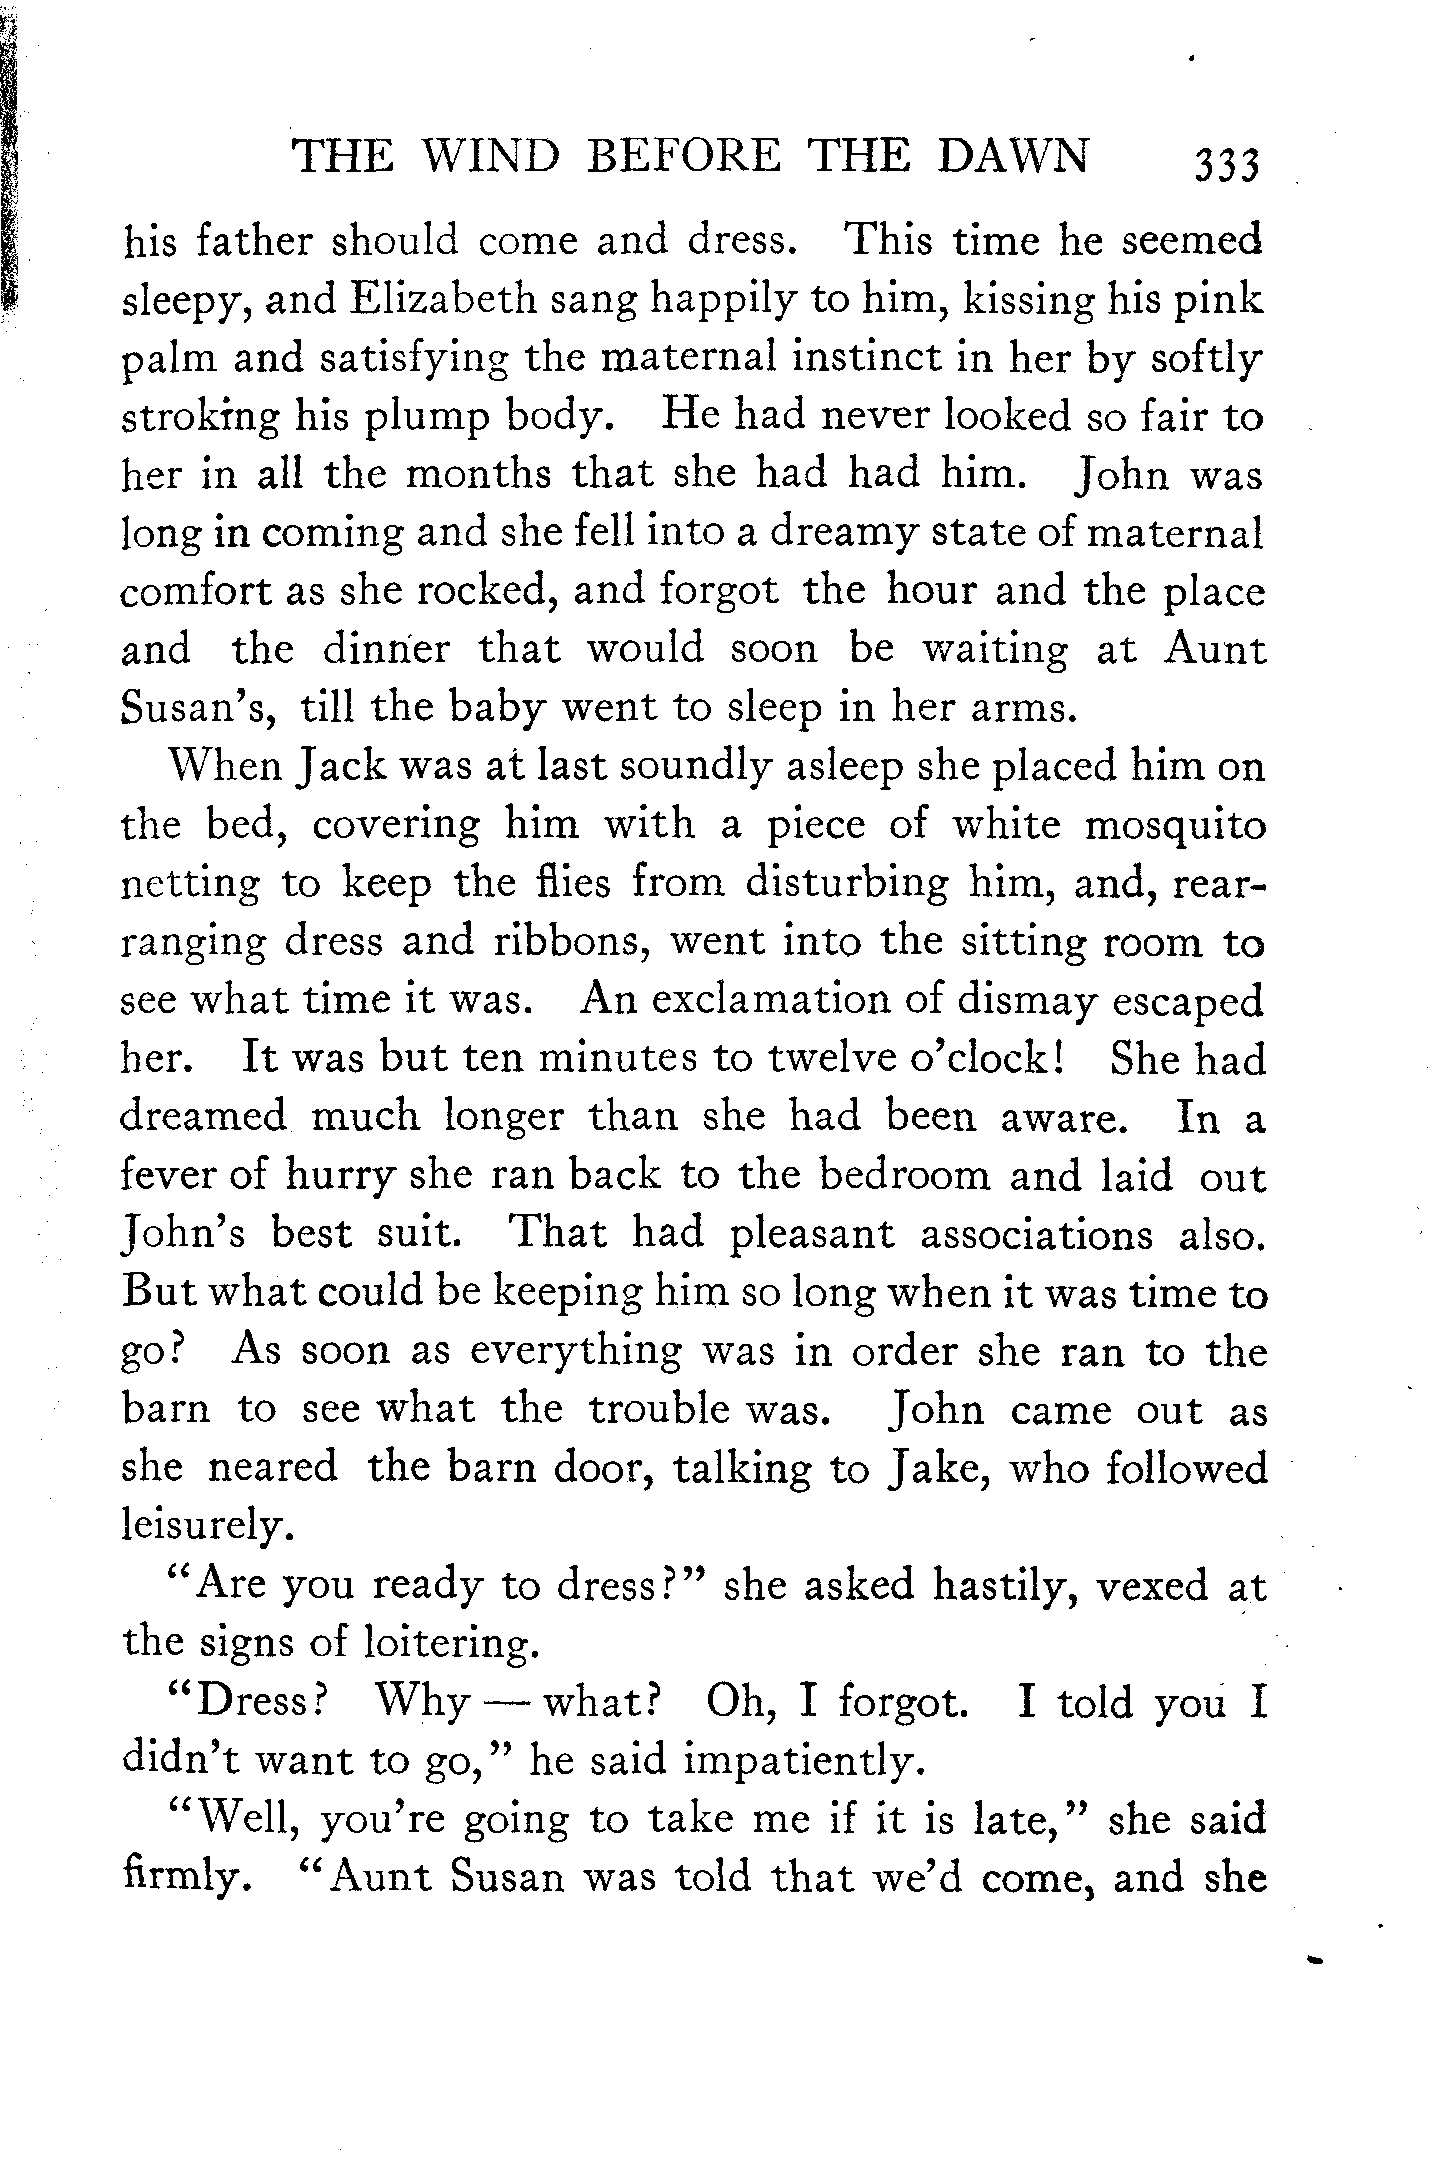 THE WIND BEFORE THE DAWN 333
his father should come and dress. This time he seemed
sleepy, and Elizabeth sang happily to him, kissing his pink
palm and satisfying the maternal instinct in her by softly
stroking his plump body. He had never looked so fair to
her in all the months that she had had him. John was
long in coming and she fell into a dreamy state of maternal
comfort as she rocked, and forgot the hour and the place
and the dinner that would soon be waiting at Aunt
Susan's, till the baby went to sleep in her arms.
When Jack was at last soundly asleep she placed him on
the bed, covering him with a piece of white mosquito
netting to keep the flies from disturbing him, and, rear-
ranging dress and ribbons, went into the sitting room to
see what time it was. An exclamation of dismay escaped
her. It was but ten minutes to twelve o'clock! She had
dreamed much longer than she had been aware. In a
fever of hurry she ran back to the bedroom and laid out
John's best suit. That had pleasant associations also.
But what could be keeping him so long when it was time to
go? As soon as everything was in order she ran to the
barn to see what the trouble was. John came out as
she neared the barn door, talking to Jake, who followed
leisurely.
"Are you ready to dress?" she asked hastily, vexed at
the signs of loitering.
"Dress? Why — what? Oh, I forgot. I told you I
didn't want to go," he said impatiently.
"Well, you're going to take me if it is late," she said
firmly. "Aunt Susan was told that we'd come, and she